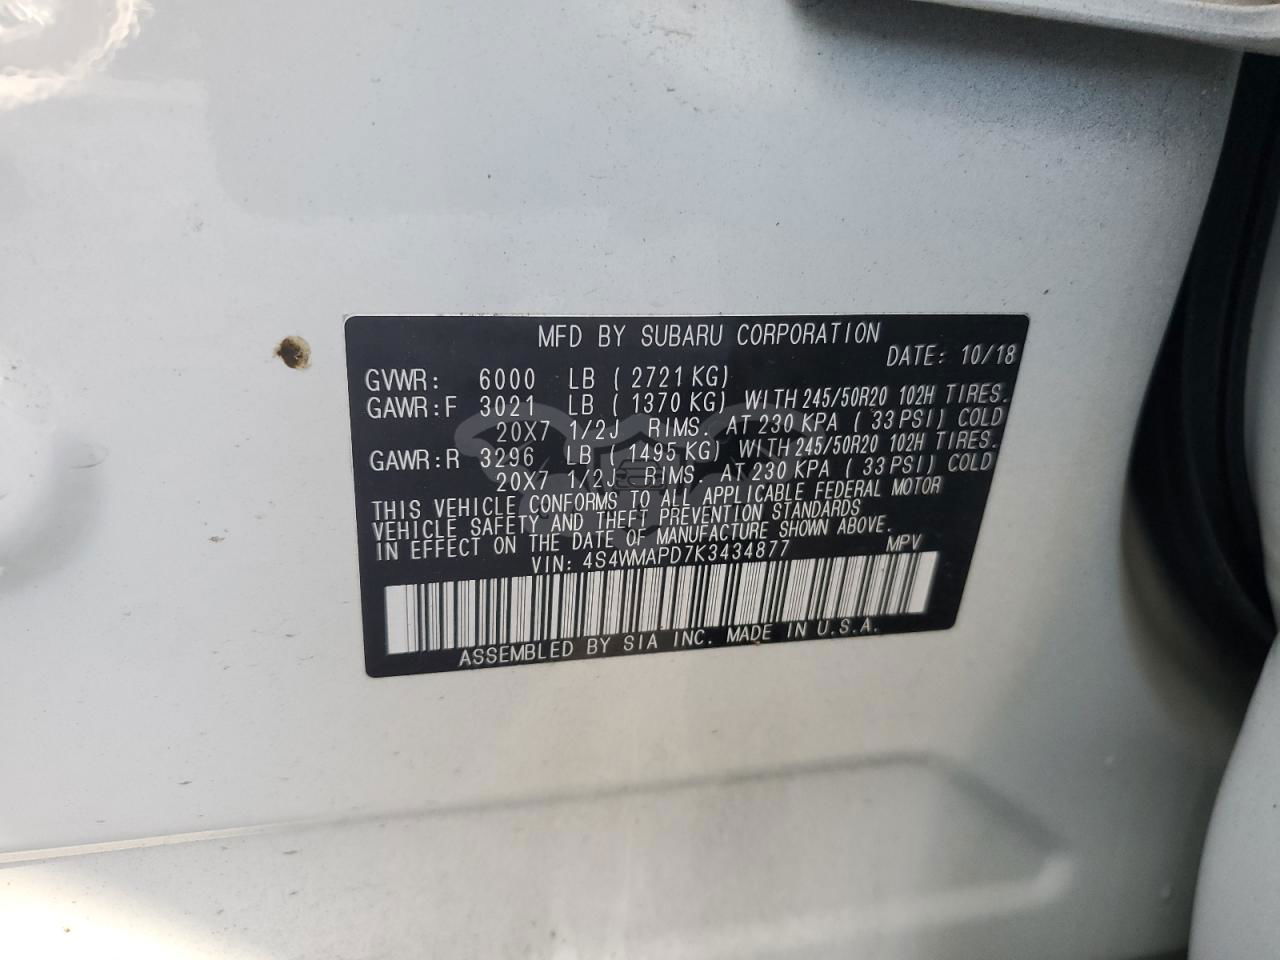 MFD BY SUBARU CORPORATION
DATE: 10/18
GVWR: 6000 LB ( 2721 KG)
GAWR:F 3021 LB ( 1370 KG) WITH 245/50R20 102H TIRES.
20X7 1/2J RIMS. AT 230 KPA ( 33 PSI) COLD
GAWR:R 3296 LB ( 1495 KG) WITH 245/50R20 102H TIRES.
20X7 1/2J RIMS. AT 230 KPA ( 33 PSI) COLD
THIS VEHICLE CONFORMS TO ALL APPLICABLE FEDERAL MOTOR
VEHICLE SAFETY AND THEFT PREVENTION STANDARDS
IN EFFECT ON THE DATE OF MANUFACTURE SHOWN ABOVE.
VIN: 4S4WMAPD7K3434877 MPV
ASSEMBLED BY SIA INC. MADE IN U.S.A.